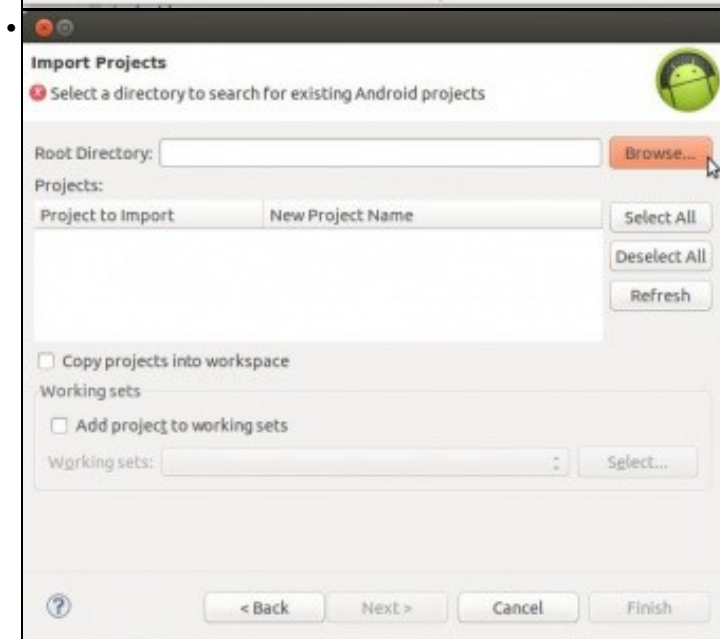 Import Projects
Select a directory to search for existing Android projects
Root Directory: Browse...
Projects:
Project to Import New Project Name Select All
Deselect All
Refresh
Copy projects into workspace
Working sets
Add project to working sets
Working sets: Select...
? < Back Next > Cancel Finish